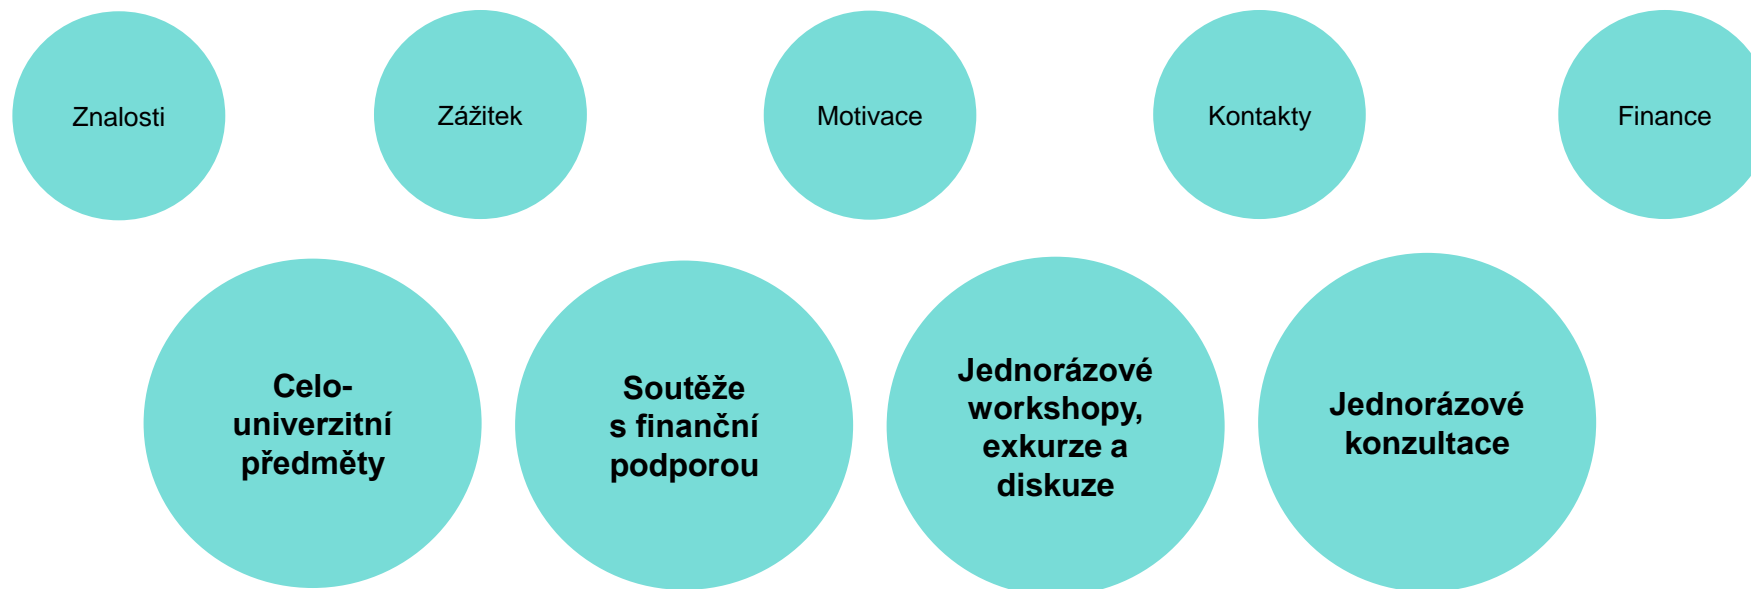 Znalosti
Zážitek
Motivace
Kontakty
Finance
Celo-
univerzitní
předměty
Soutěže
s finanční
podporou
Jednorázové
workshopy,
exkurze a
diskuze
Jednorázové
konzultace